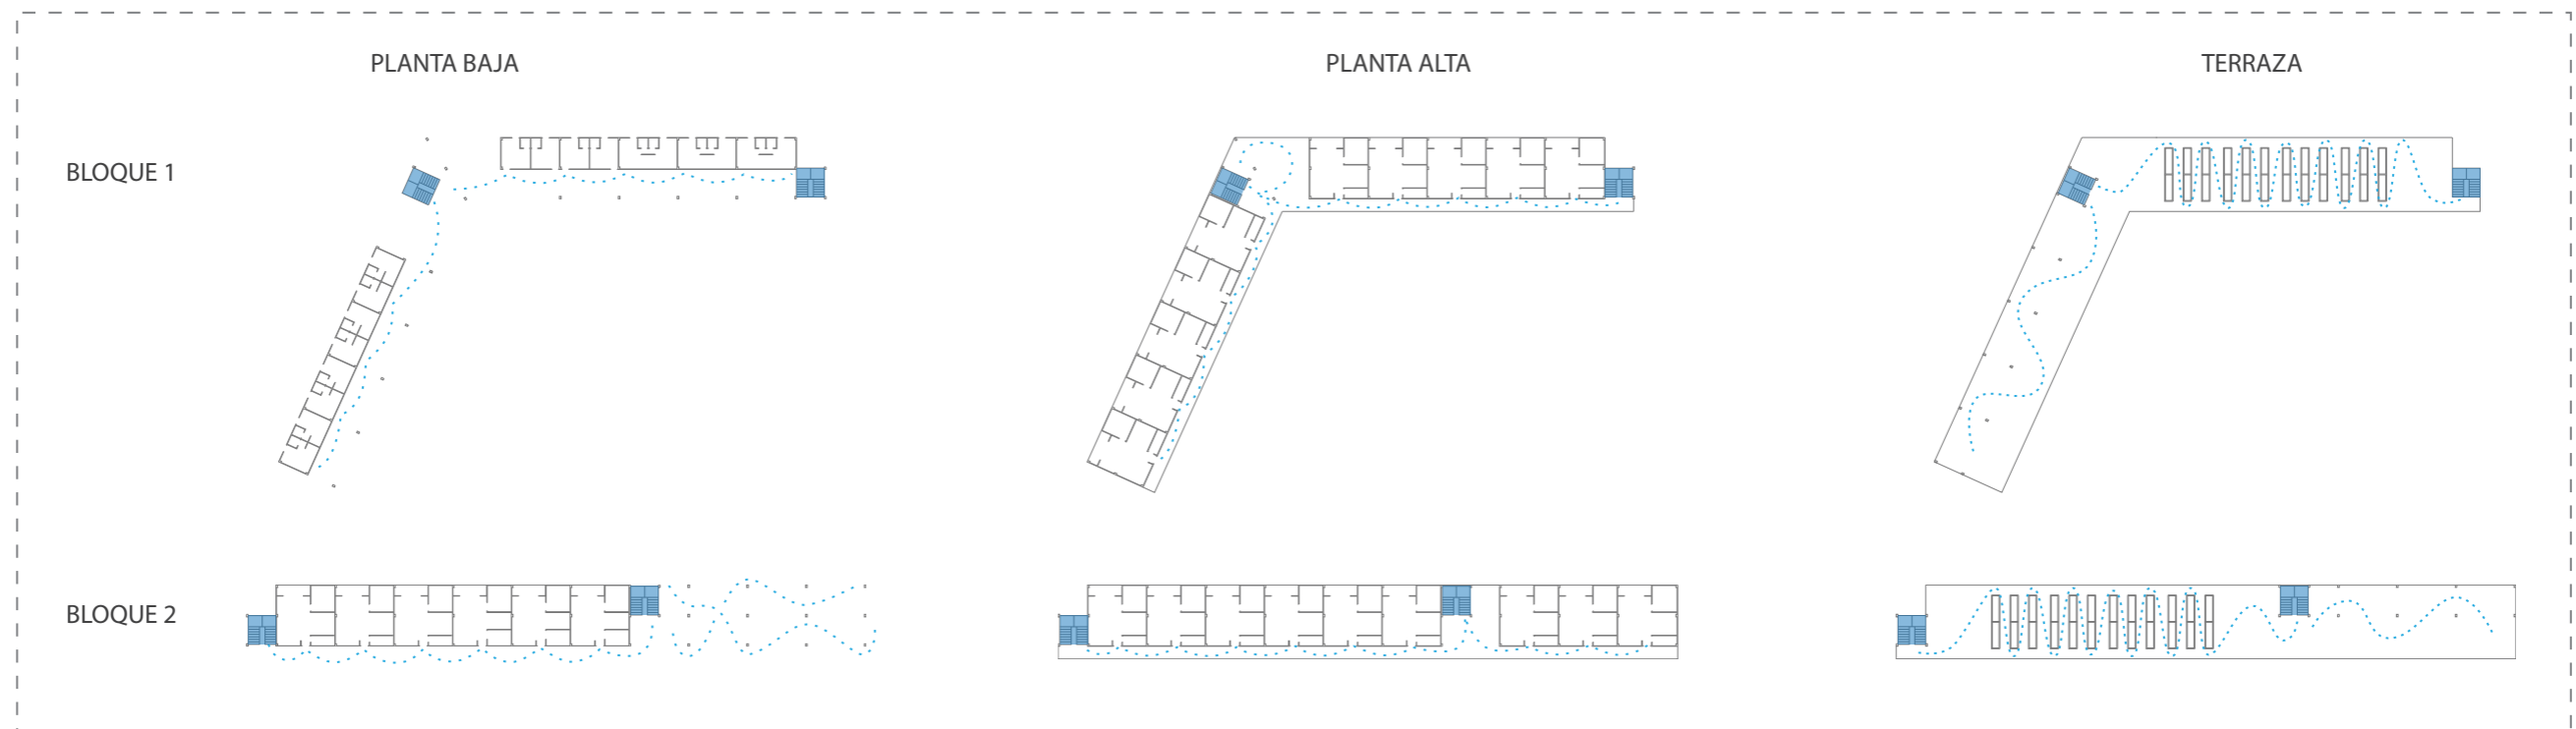 PLANTA BAJA
PLANTA ALTA
TERRAZA
BLOQUE 1
BLOQUE 2